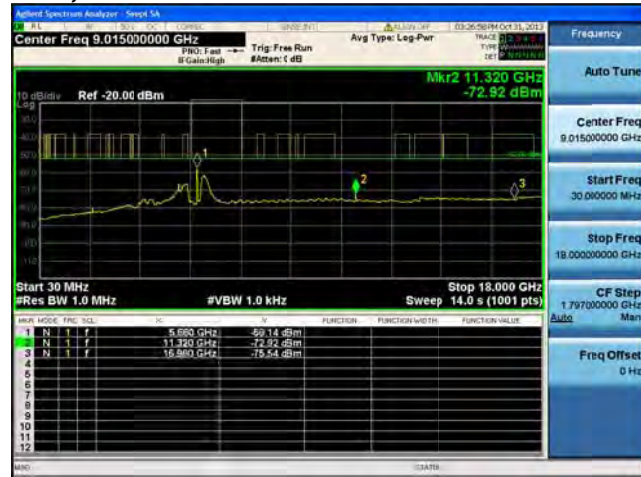 Agilent Spectrum Analyzer - Swept SA
Center Freq 9.015000000 GHz
PNO: Fast
IFGain:High
Trig: Free Run
#Atten: 0 dB
ALIGN OFF
Avg Type: Log-Pwr
03:26:58 PM Oct 31, 2013
TRACE
TYPE
DET
Frequency
Mkr2 11.320 GHz
-72.92 dBm
10 dB/div
Log
Ref -20.00 dBm
1
2
3
Start 30 MHz
Stop 18.000 GHz
#Res BW 1.0 MHz
#VBW 1.0 kHz
Sweep 14.0 s (1001 pts)
MKR MODE TRC SCL X Y FUNCTION FUNCTION WIDTH FUNCTION VALUE
1 N 1 f 5.660 GHz -59.14 dBm
2 N 1 f 11.320 GHz -72.92 dBm
3 N 1 f 16.980 GHz -75.54 dBm
4
5
6
7
8
9
10
11
12
MSG
STATUS
Auto Tune
Center Freq
9.015000000 GHz
Start Freq
30.000000 MHz
Stop Freq
18.000000000 GHz
CF Step
1.797000000 GHz
Auto Man
Freq Offset
0 Hz